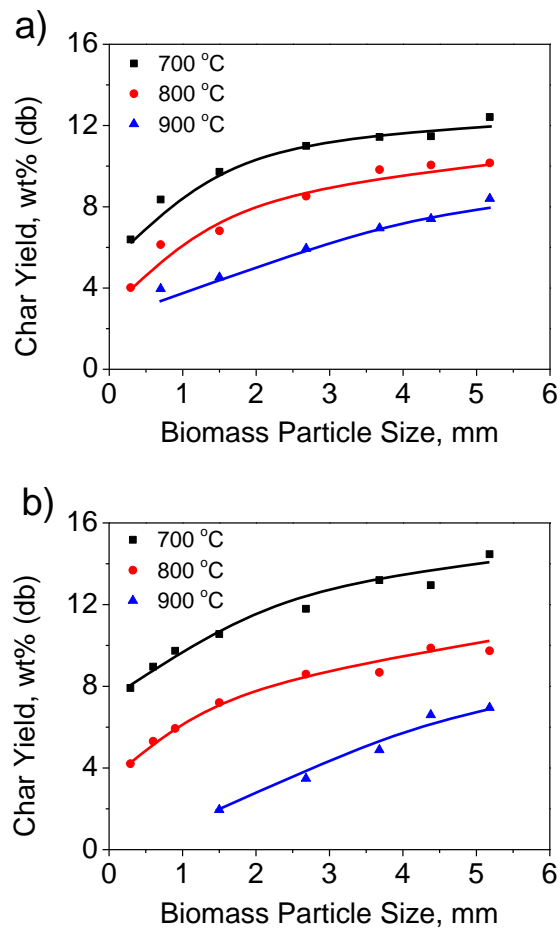 a)
16
12
8
4
0
Char Yield, wt% (db)
700 °C
800 °C
900 °C
0 1 2 3 4 5 6
Biomass Particle Size, mm
b)
16
12
8
4
0
Char Yield, wt% (db)
700 °C
800 °C
900 °C
0 1 2 3 4 5 6
Biomass Particle Size, mm